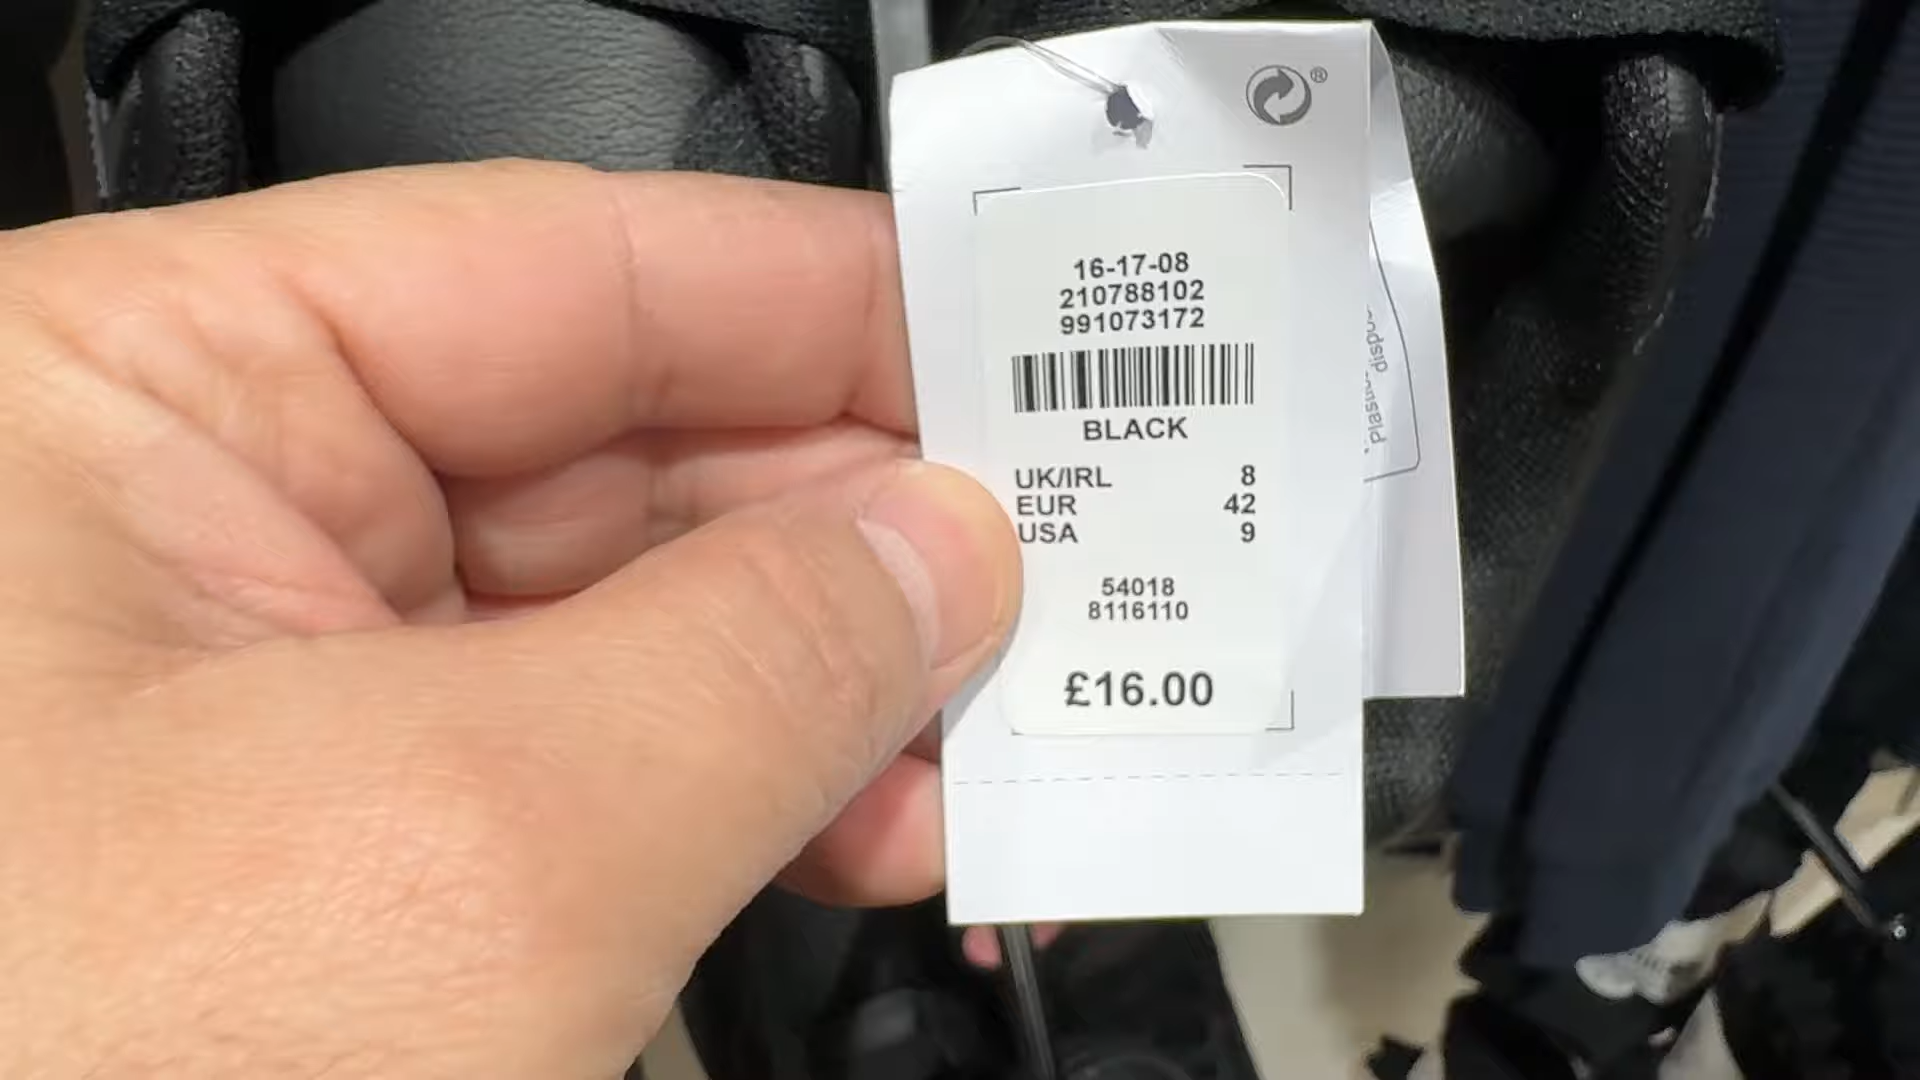 ®
16-17-08
210788102
991073172
BLACK
UK/IRL 8
EUR 42
USA 9
54018
8116110
£16.00